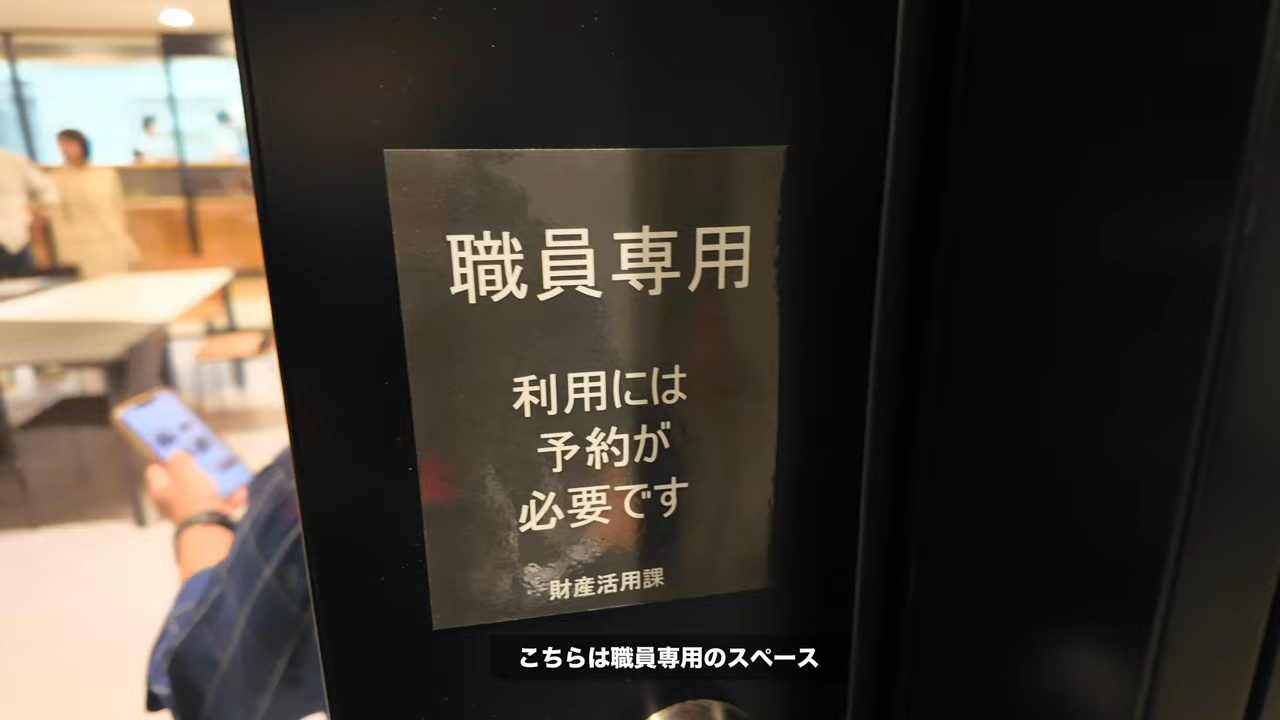 職員専用
利用には
予約が
必要です
財産活用課
こちらは職員専用のスペース